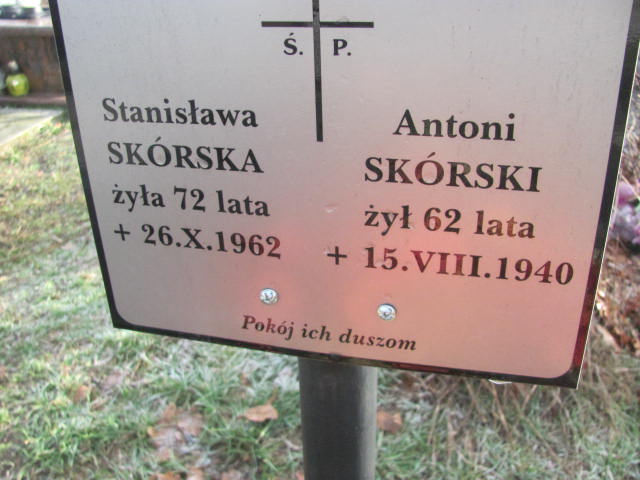 Ś. P.
Stanisława
SKÓRSKA
żyła 72 lata
+ 26.X.1962
Antoni
SKÓRSKI
żył 62 lata
+ 15.VIII.1940
Pokój ich duszom